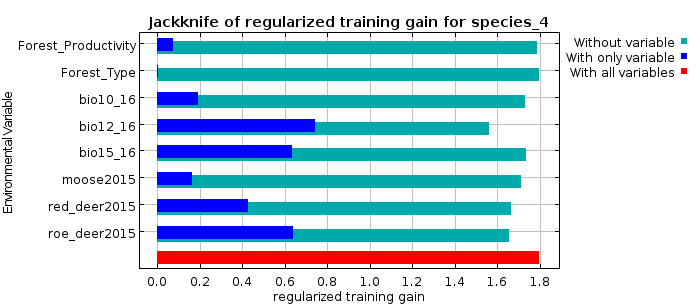 Jackknife of regularized training gain for species_4
Environmental Variable
Forest_Productivity
Forest_Type
bio10_16
bio12_16
bio15_16
moose2015
red_deer2015
roe_deer2015
0.0 0.2 0.4 0.6 0.8 1.0 1.2 1.4 1.6 1.8
regularized training gain
Without variable
With only variable
With all variables